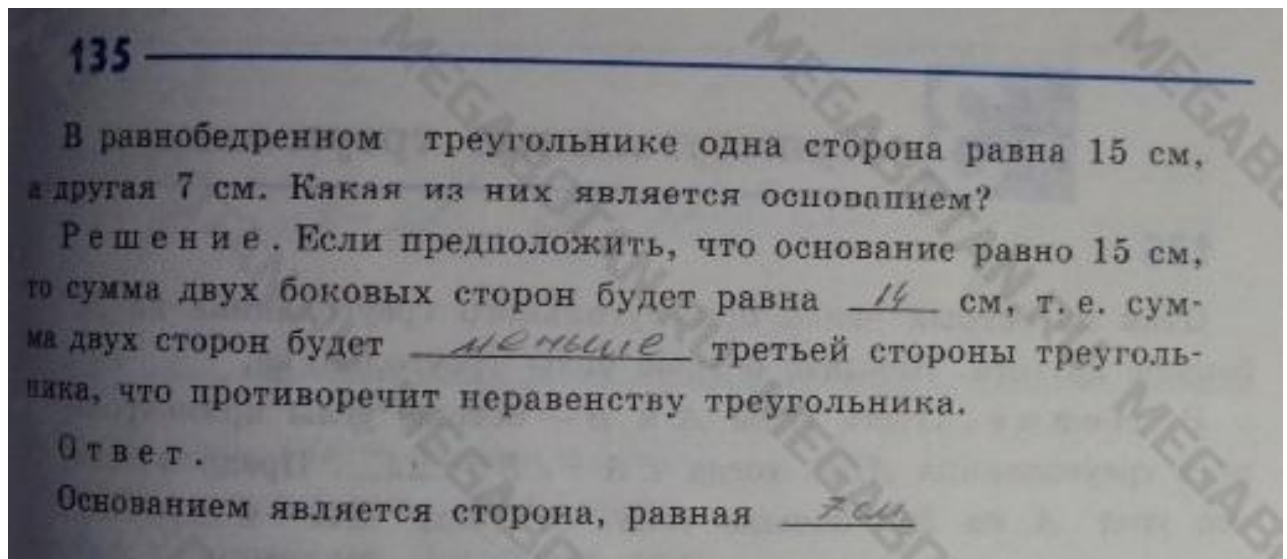 135
В равнобедренном треугольнике одна сторона равна 15 см,
а другая 7 см. Какая из них является основанием?
Решение. Если предположить, что основание равно 15 см,
то сумма двух боковых сторон будет равна 14 см, т. е. сум-
ма двух сторон будет меньше третьей стороны треуголь-
ника, что противоречит неравенству треугольника.
Ответ.
Основанием является сторона, равная 7 см